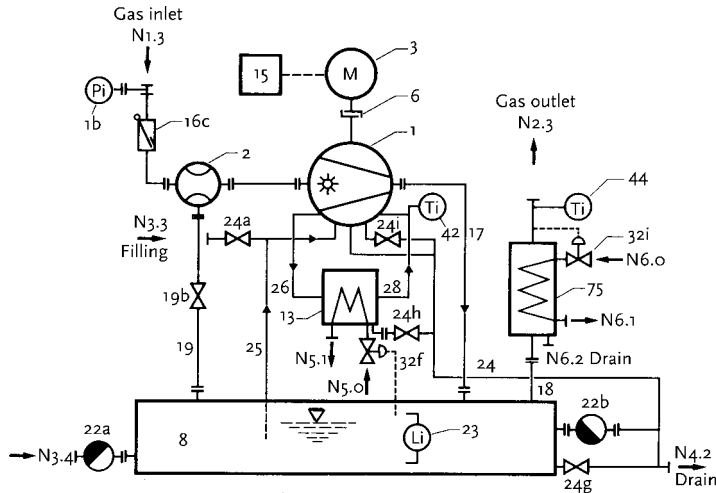 Gas inlet
N1.3
3
15
M
Pi
6
1b
16c
1
Gas outlet
N2.3
2
44
Ti
Ti
N3.3
Filling
24a
24i
42
17
32i
N6.0
19b
26
28
75
13
24h
N6.1
19
25
N5.1
32f
24
N6.2 Drain
N5.0
18
22a
22b
8
Li
23
N3.4
N4.2
Drain
24g